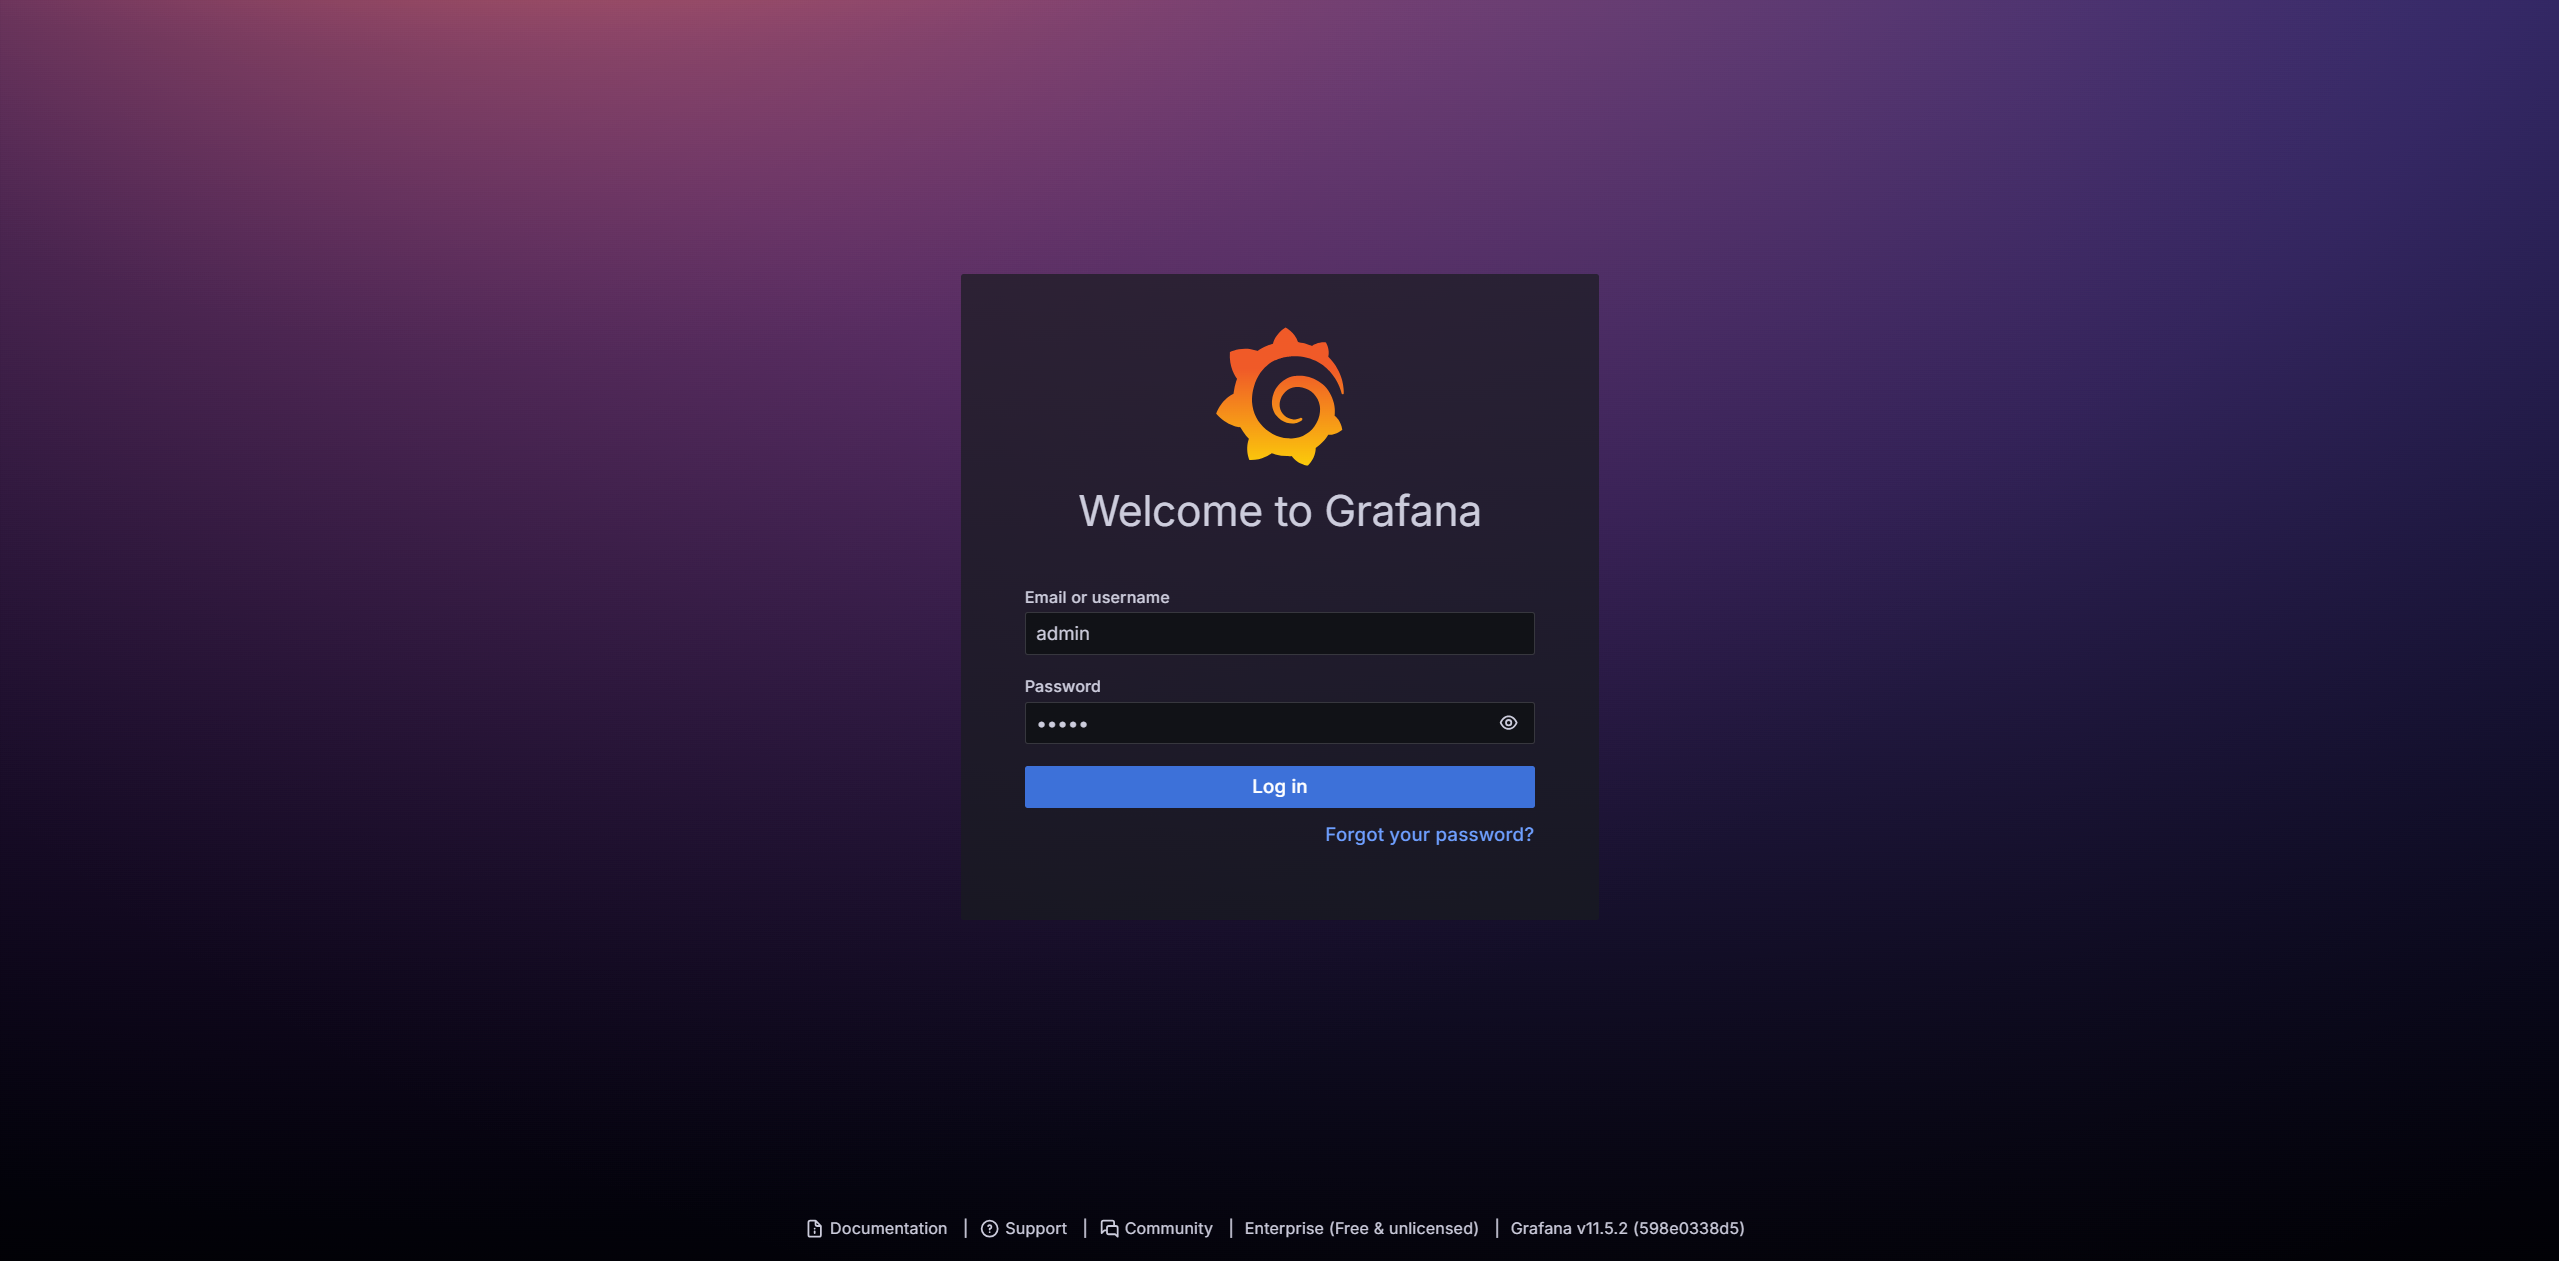 Welcome to Grafana
Email or username
admin
Password
•••••
Log in
Forgot your password?
Documentation | Support | Community | Enterprise (Free & unlicensed) | Grafana v11.5.2 (598e0338d5)